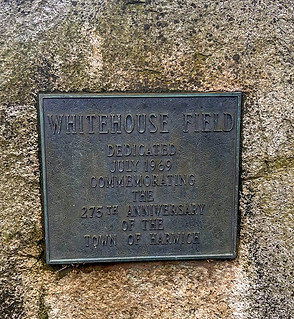 WHITEHOUSE FIELD
DEDICATED
JULY 1969
COMMEMORATING
THE
275TH ANNIVERSARY
OF THE
TOWN OF HARWICH